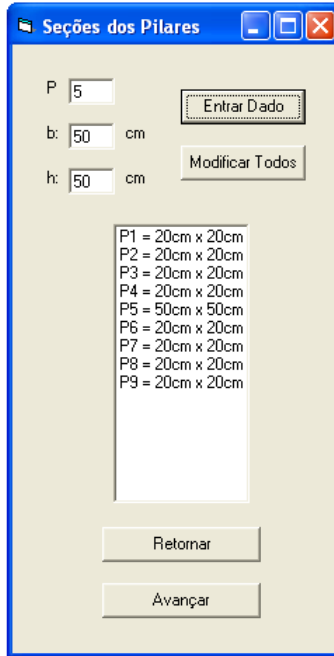 Seções dos Pilares
P 5
Entrar Dado
b: 50 cm
Modificar Todos
h: 50 cm
P1 = 20cm x 20cm
P2 = 20cm x 20cm
P3 = 20cm x 20cm
P4 = 20cm x 20cm
P5 = 50cm x 50cm
P6 = 20cm x 20cm
P7 = 20cm x 20cm
P8 = 20cm x 20cm
P9 = 20cm x 20cm
Retornar
Avançar